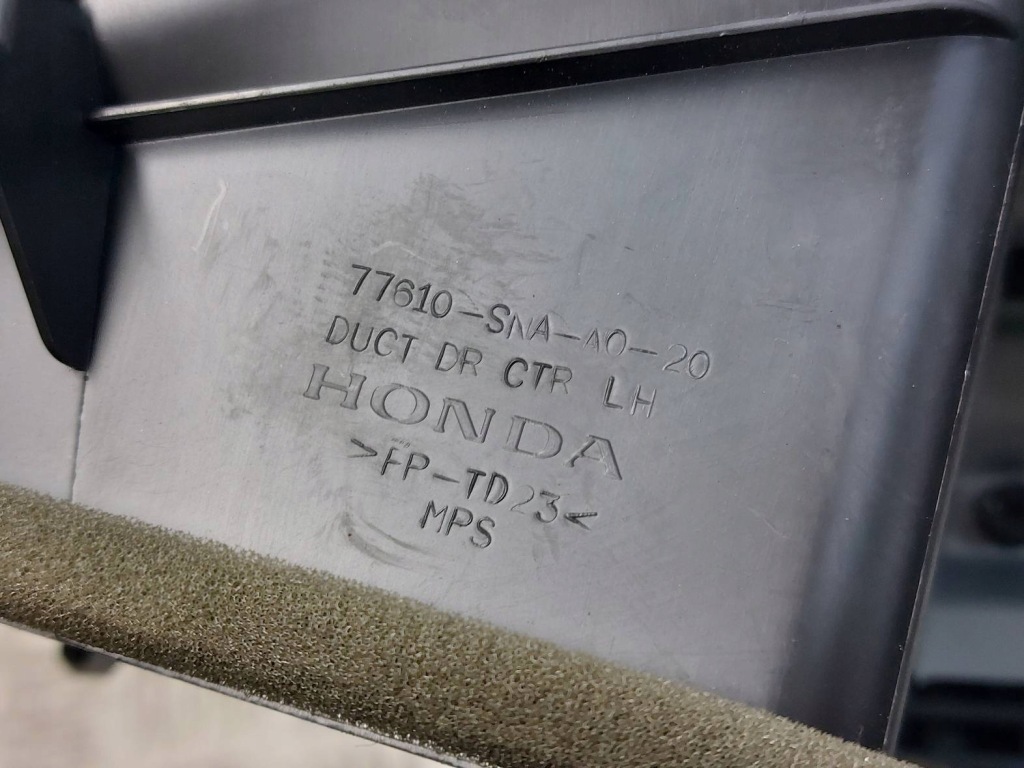 77610-SNA-A0-20
DUCT DR CTR LH
HONDA
>PP-TD23<
MPS